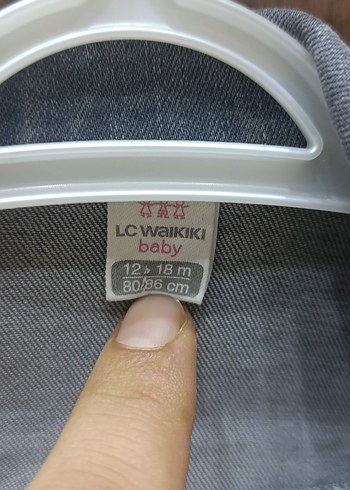 LC WAIKIKI
baby
12 > 18 m
80/86 cm